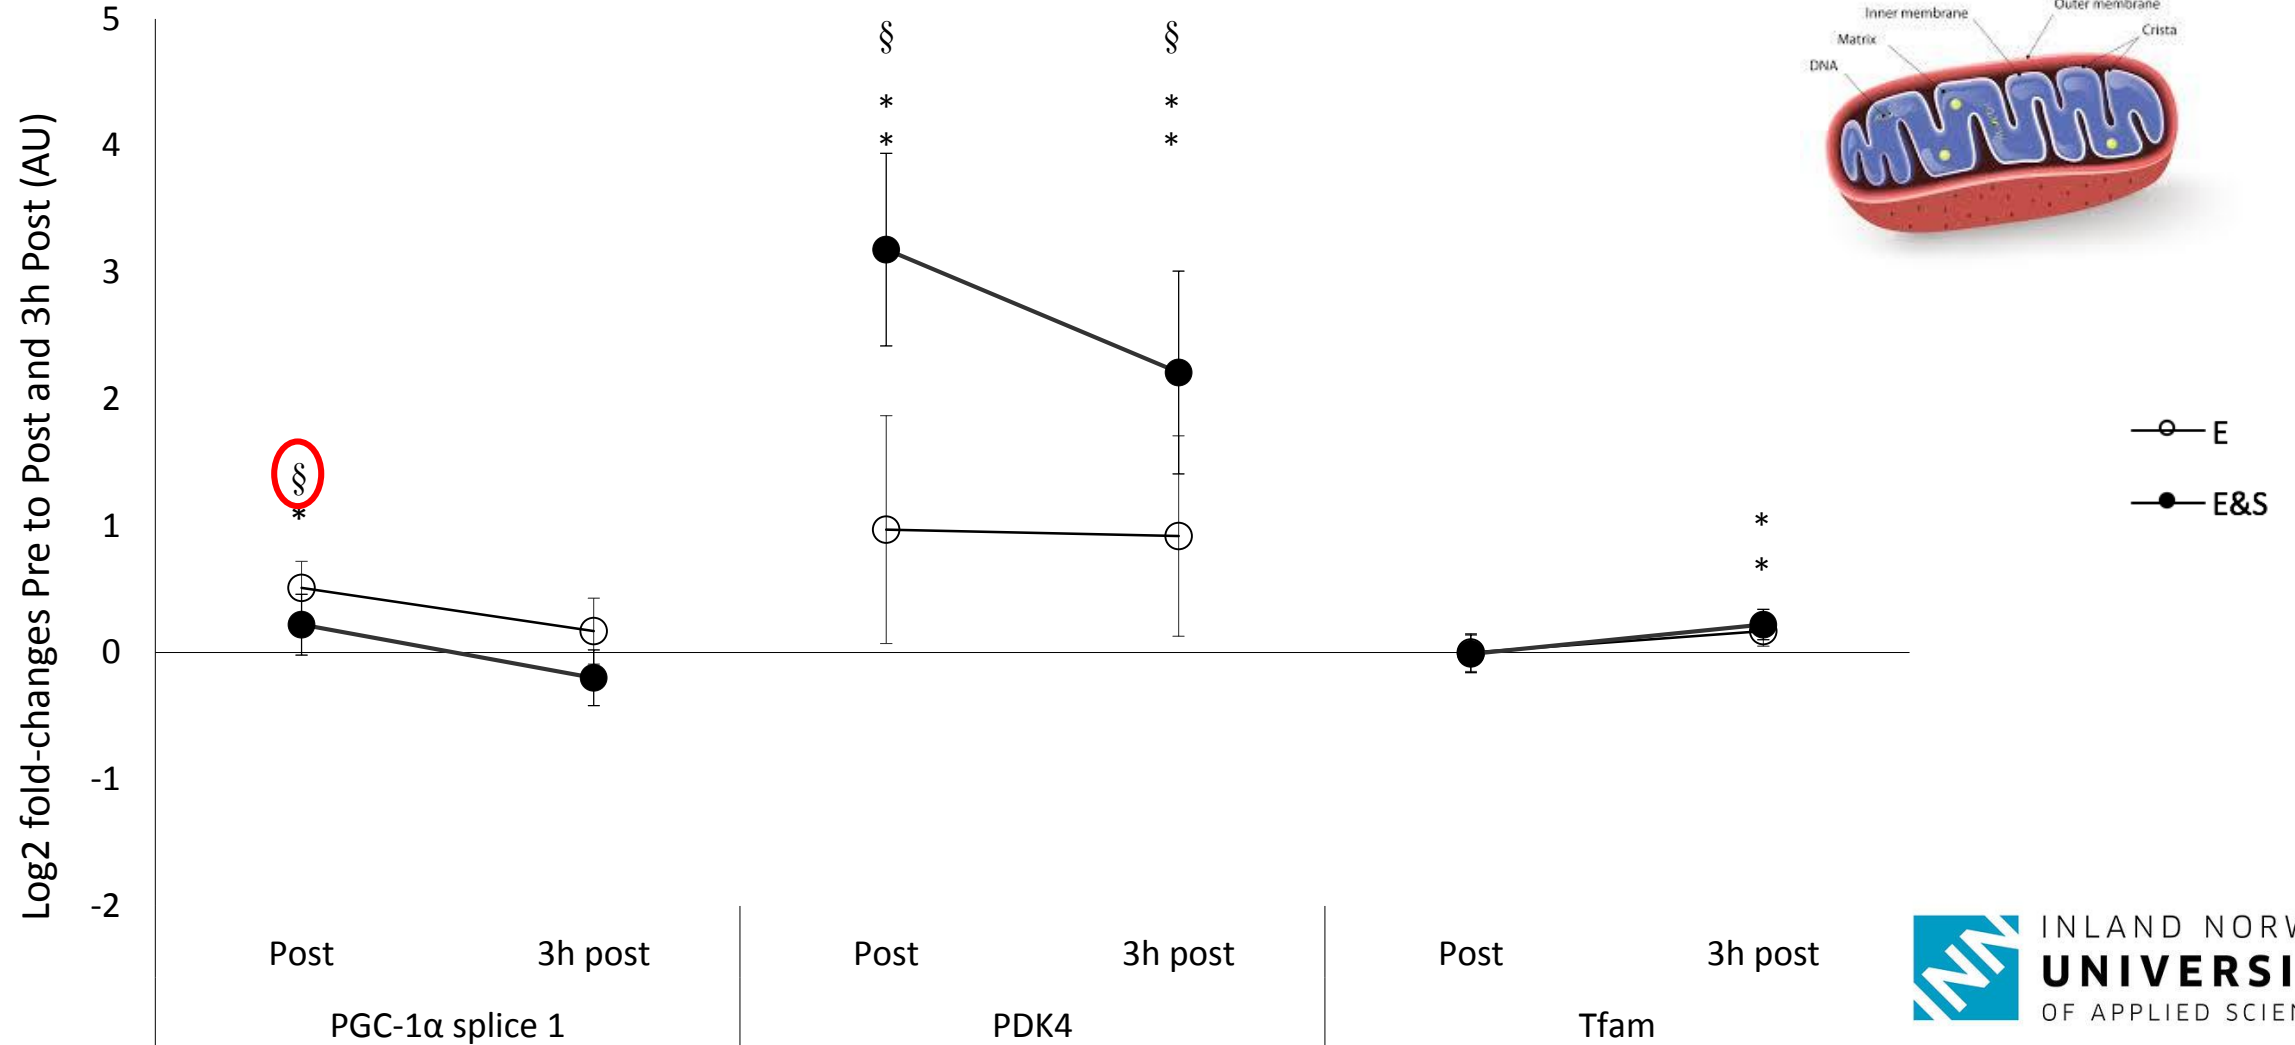 Log2 fold-changes Pre to Post and 3h Post (AU)
5
4
3
2
1
0
-1
-2
§
*
§
*
*
§
*
*
*
*
Post
3h post
Post
3h post
Post
3h post
PGC-1α splice 1
PDK4
Tfam
Inner membrane
Outer membrane
Matrix
Crista
DNA
E
E&S
INN
INLAND NORW
UNIVERSI
OF APPLIED SCIEN